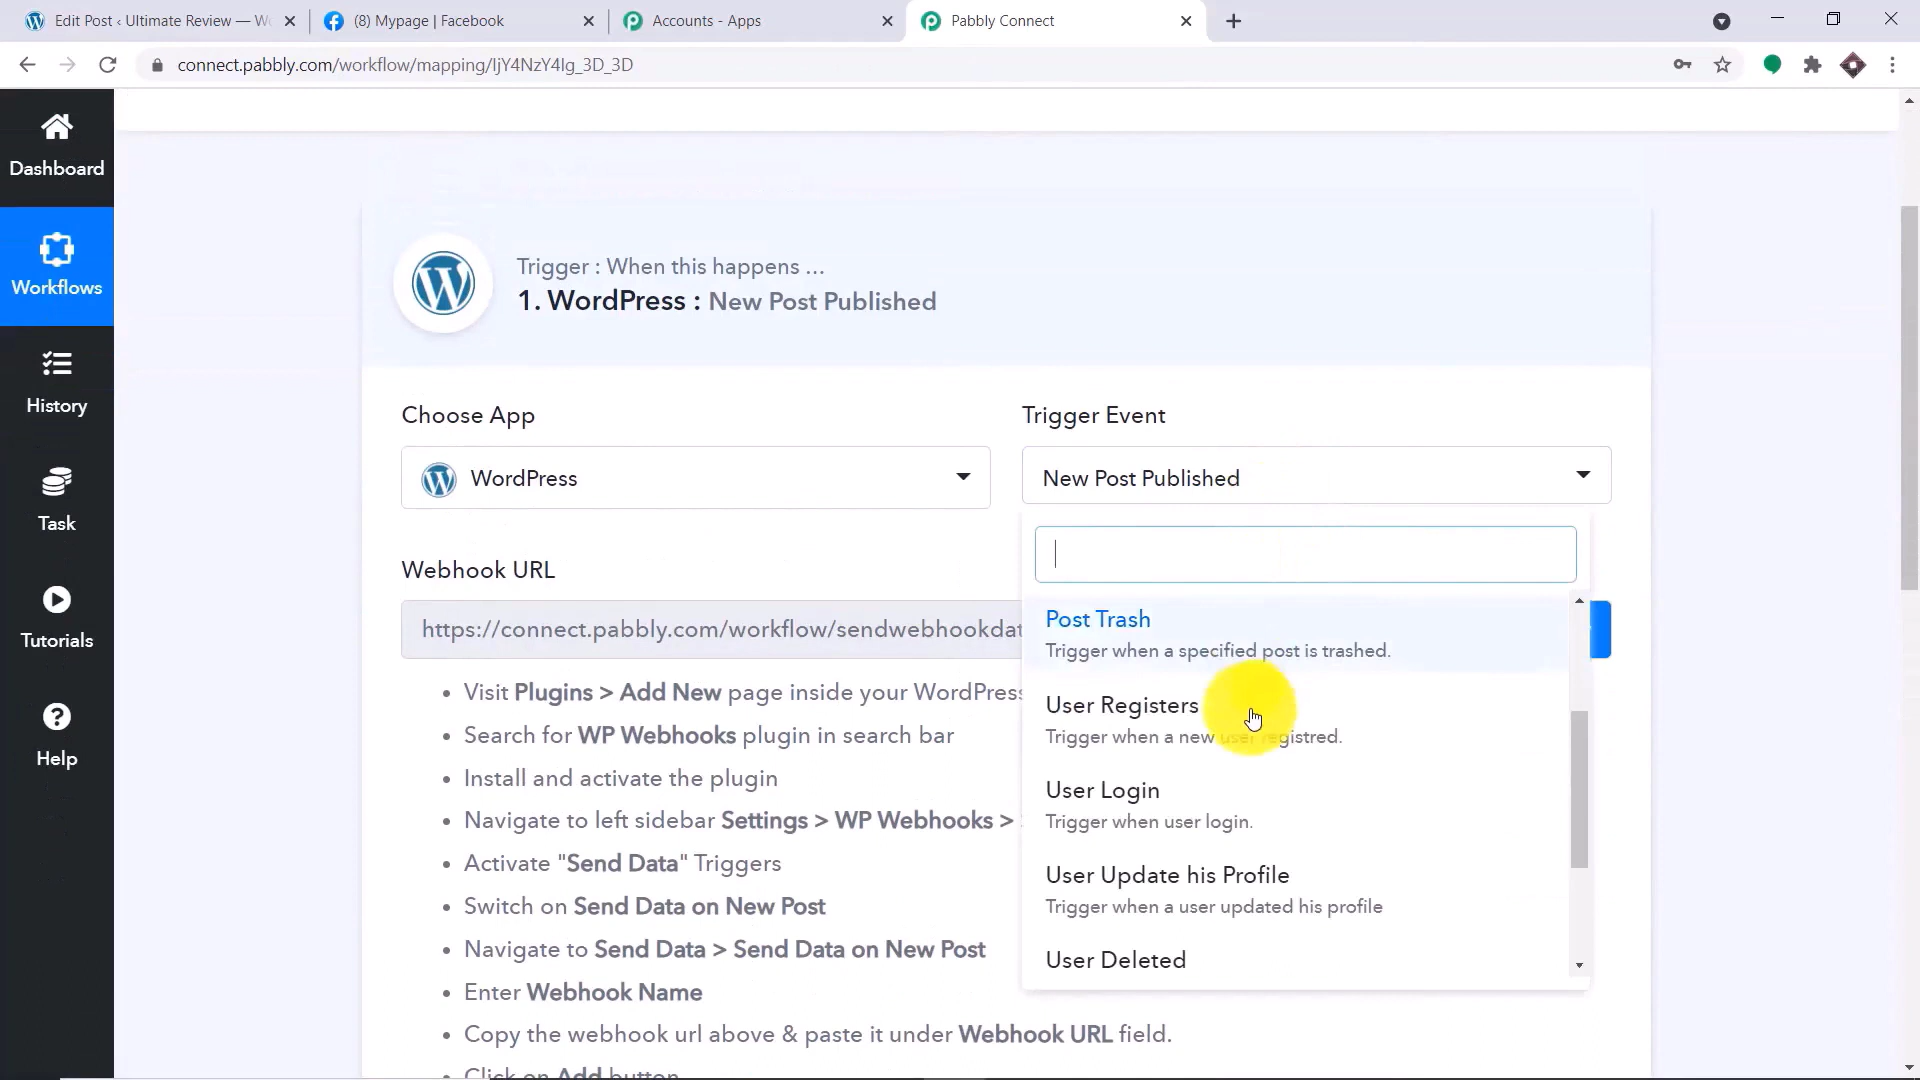 Edit Post ‹ Ultimate Review — W
(8) Mypage | Facebook
Accounts - Apps
Pabbly Connect
connect.pabbly.com/workflow/mapping/IjY4NzY4Ig_3D_3D
Dashboard
Workflows
History
Task
Tutorials
Help
Trigger : When this happens ...
1. WordPress : New Post Published
Choose App
Trigger Event
WordPress
New Post Published
Webhook URL
https://connect.pabbly.com/workflow/sendwebhookdat
Post Trash
Trigger when a specified post is trashed.
User Registers
Trigger when a new user registred.
User Login
Trigger when user login.
User Update his Profile
Trigger when a user updated his profile
User Deleted
• Visit Plugins > Add New page inside your WordPress
• Search for WP Webhooks plugin in search bar
• Install and activate the plugin
• Navigate to left sidebar Settings > WP Webhooks >
• Activate "Send Data" Triggers
• Switch on Send Data on New Post
• Navigate to Send Data > Send Data on New Post
• Enter Webhook Name
• Copy the webhook url above & paste it under Webhook URL field.
• Click on Add button